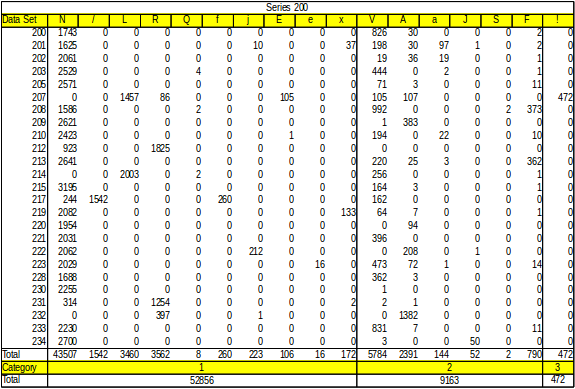 Series 200
Data Set N / L R Q f j E e x V A a J S F !
200 1743 0 0 0 0 0 0 0 0 0 826 30 0 0 0 2 0
201 1625 0 0 0 0 0 10 0 0 37 198 30 97 1 0 2 0
202 2061 0 0 0 0 0 0 0 0 0 19 36 19 0 0 1 0
203 2529 0 0 0 4 0 0 0 0 0 444 0 2 0 0 1 0
205 2571 0 0 0 0 0 0 0 0 0 71 3 0 0 0 11 0
207 0 0 1457 86 0 0 0 105 0 0 105 107 0 0 0 0 472
208 1586 0 0 0 2 0 0 0 0 0 992 0 0 0 2 373 0
209 2621 0 0 0 0 0 0 0 0 0 1 383 0 0 0 0 0
210 2423 0 0 0 0 0 0 1 0 0 194 0 22 0 0 10 0
212 923 0 0 1825 0 0 0 0 0 0 0 0 0 0 0 0 0
213 2641 0 0 0 0 0 0 0 0 0 220 25 3 0 0 362 0
214 0 0 2003 0 2 0 0 0 0 0 256 0 0 0 0 1 0
215 3195 0 0 0 0 0 0 0 0 0 164 3 0 0 0 1 0
217 244 1542 0 0 0 260 0 0 0 0 162 0 0 0 0 0 0
219 2082 0 0 0 0 0 0 0 0 133 64 7 0 0 0 1 0
220 1954 0 0 0 0 0 0 0 0 0 0 94 0 0 0 0 0
221 2031 0 0 0 0 0 0 0 0 0 396 0 0 0 0 0 0
222 2062 0 0 0 0 0 212 0 0 0 0 208 0 1 0 0 0
223 2029 0 0 0 0 0 0 0 16 0 473 72 1 0 0 14 0
228 1688 0 0 0 0 0 0 0 0 0 362 3 0 0 0 0 0
230 2255 0 0 0 0 0 0 0 0 0 1 0 0 0 0 0 0
231 314 0 0 1254 0 0 0 0 0 2 2 1 0 0 0 0 0
232 0 0 0 397 0 0 1 0 0 0 0 1382 0 0 0 0 0
233 2230 0 0 0 0 0 0 0 0 0 831 7 0 0 0 11 0
234 2700 0 0 0 0 0 0 0 0 0 3 0 0 50 0 0 0
Total 43507 1542 3460 3562 8 260 223 106 16 172 5784 2391 144 52 2 790 472
Category 1 2 3
Total 52856 9163 472